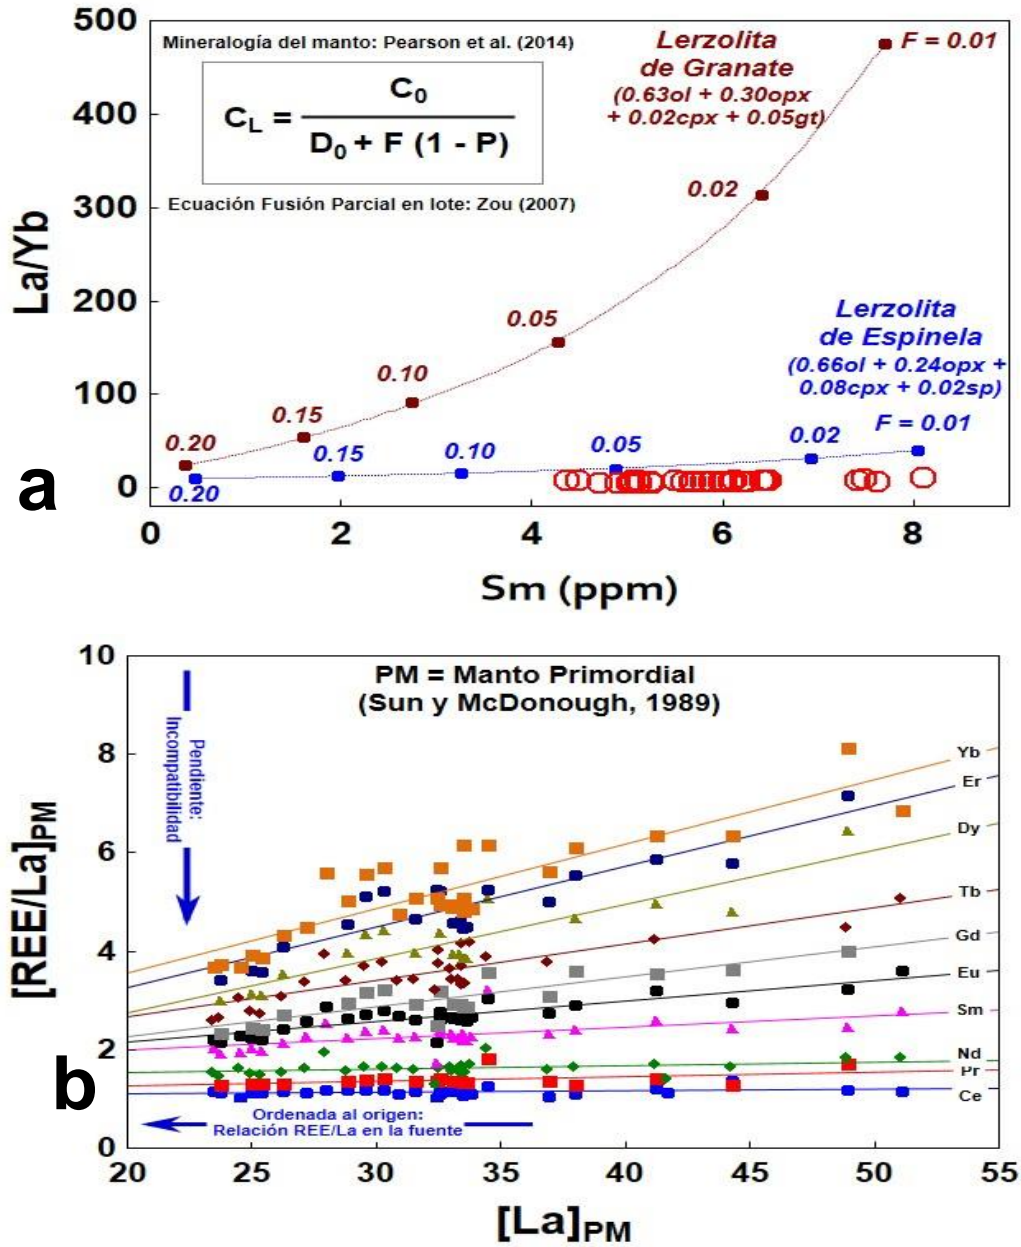 500
400
300
200
100
0
La/Yb
a
Mineralogía del manto: Pearson et al. (2014)
C_L = C_0 / D_0 + F (1 - P)
Ecuación Fusión Parcial en lote: Zou (2007)
Lerzolita
de Granate
(0.63ol + 0.30opx
+ 0.02cpx + 0.05gt)
F = 0.01
0.02
0.05
0.10
0.15
0.20
Lerzolita
de Espinela
(0.66ol + 0.24opx +
0.08cpx + 0.02sp)
F = 0.01
0.02
0.05
0.10
0.15
0.20
0 2 4 6 8
Sm (ppm)
10
8
6
4
2
0
[REE/La]PM
b
PM = Manto Primordial
(Sun y McDonough, 1989)
Pendiente:
Incompatibilidad
Yb
Er
Dy
Tb
Gd
Eu
Sm
Nd
Pr
Ce
Ordenada al origen:
Relación REE/La en la fuente
20 25 30 35 40 45 50 55
[La]PM